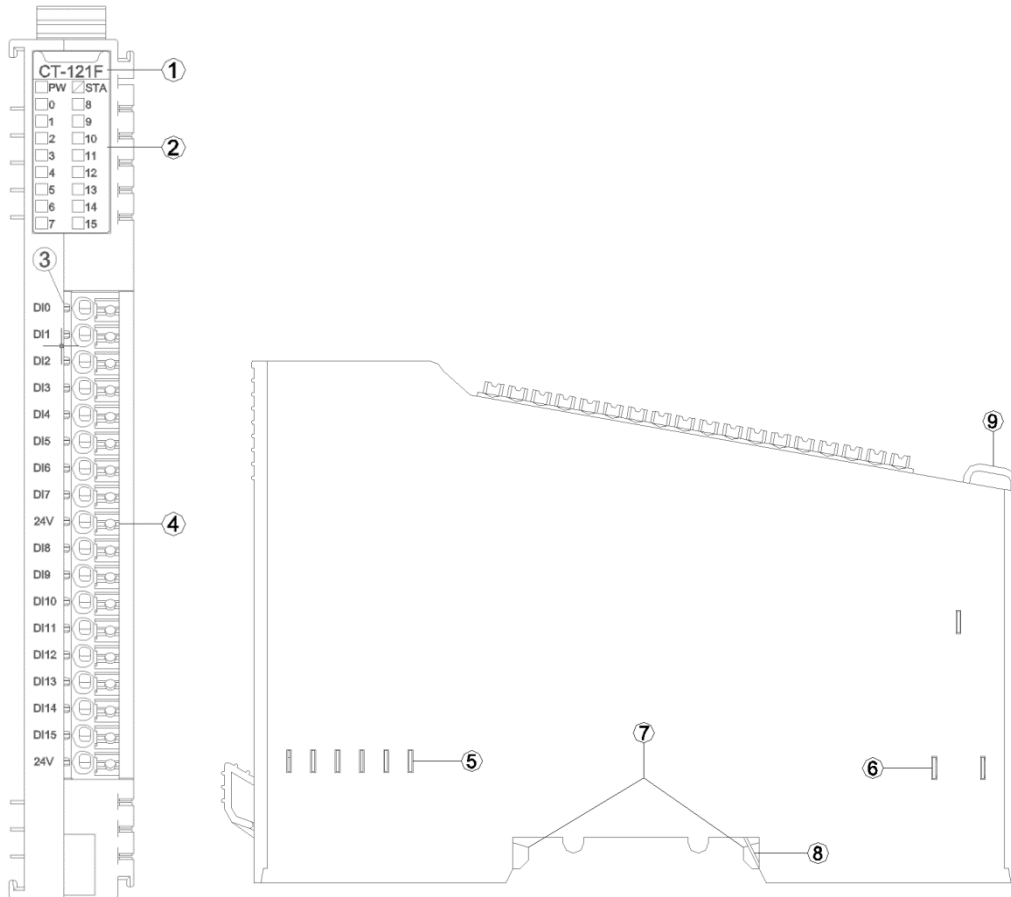 CT-121F
PW STA
0 8
1 9
2 10
3 11
4 12
5 13
6 14
7 15
1
2
3
DI0
DI1
DI2
DI3
DI4
DI5
DI6
DI7
24V
DI8
DI9
DI10
DI11
DI12
DI13
DI14
DI15
24V
4
5
6
7
8
9